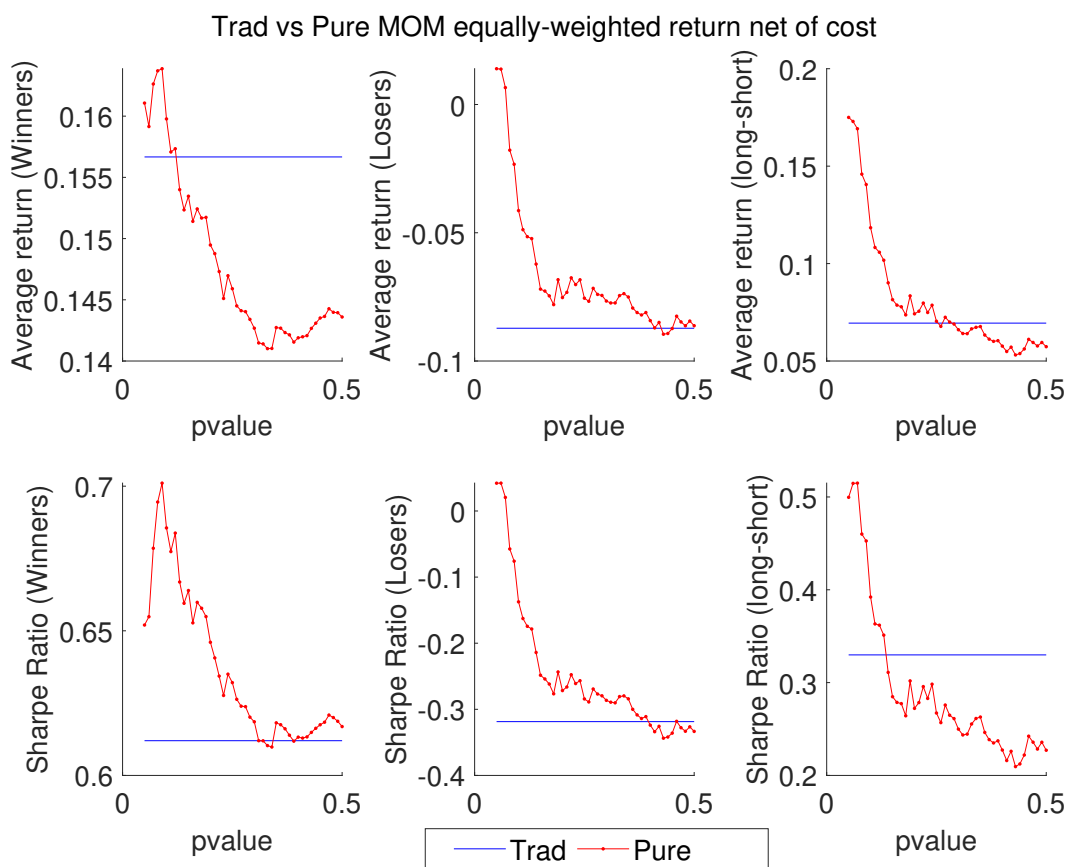 Trad vs Pure MOM equally-weighted return net of cost
Average return (Winners)
0.16
0.155
0.15
0.145
0.14
0
0.5
pvalue
Average return (Losers)
0
-0.05
-0.1
0
0.5
pvalue
Average return (long-short)
0.2
0.15
0.1
0.05
0
0.5
pvalue
Sharpe Ratio (Winners)
0.7
0.65
0.6
0
0.5
pvalue
Sharpe Ratio (Losers)
0
-0.1
-0.2
-0.3
-0.4
0
0.5
Sharpe Ratio (long-short)
0.5
0.4
0.3
0.2
0
0.5
pvalue
Trad
Pure